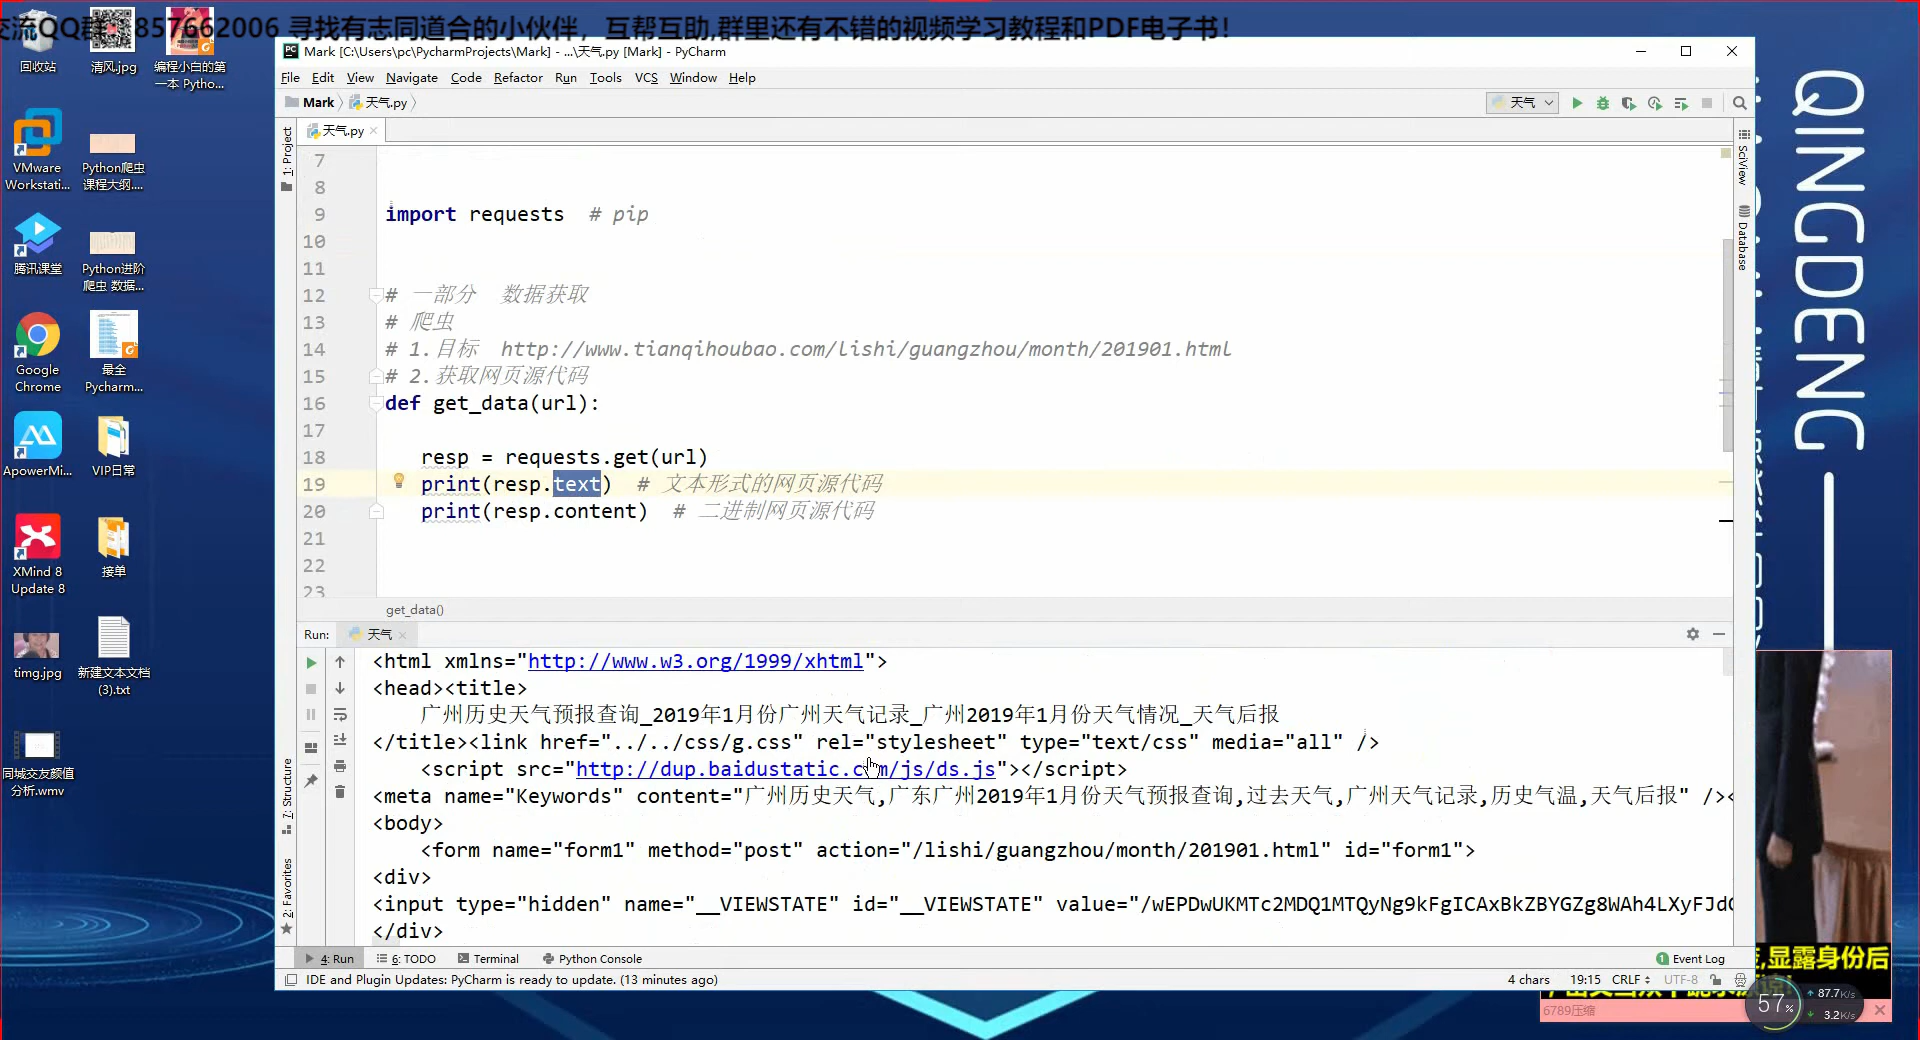 交流QQ群：857662006 寻找有志同道合的小伙伴，互帮互助,群里还有不错的视频学习教程和PDF电子书!
回收站
清风.jpg
编程小白的第一本 Pytho...
VMware Workstati...
Python爬虫 课程大纲....
腾讯课堂
Python进阶 爬虫 数据...
Google Chrome
最全 Pycharm...
ApowerMi...
VIP日常
XMind 8 Update 8
接单
timg.jpg
新建文本文档 (3).txt
同城交友颜值分析.wmv
Mark [C:\Users\pc\PycharmProjects\Mark] - ...\天气.py [Mark] - PyCharm
File Edit View Navigate Code Refactor Run Tools VCS Window Help
Mark 天气.py
天气
天气.py
1: Project
7: Structure
2: Favorites
SciView
Database
7
8
9 import requests  # pip
10
11
12 # 一部分  数据获取
13 # 爬虫
14 # 1.目标  http://www.tianqihoubao.com/lishi/guangzhou/month/201901.html
15 # 2.获取网页源代码
16 def get_data(url):
17
18 resp = requests.get(url)
19 print(resp.text)  # 文本形式的网页源代码
20 print(resp.content)  # 二进制网页源代码
21
22
23
get_data()
Run: 天气
<html xmlns="http://www.w3.org/1999/xhtml">
<head><title>
广州历史天气预报查询_2019年1月份广州天气记录_广州2019年1月份天气情况_天气后报
</title><link href="../../css/g.css" rel="stylesheet" type="text/css" media="all" />
<script src="http://dup.baidustatic.com/js/ds.js"></script>
<meta name="Keywords" content="广州历史天气,广东广州2019年1月份天气预报查询,过去天气,广州天气记录,历史气温,天气后报" /><
<body>
<form name="form1" method="post" action="/lishi/guangzhou/month/201901.html" id="form1">
<div>
<input type="hidden" name="__VIEWSTATE" id="__VIEWSTATE" value="/wEPDwUKMTc2MDQ1MTQyNg9kFgICAxBkZBYGZg8WAh4LXyFJd
</div>
4: Run 6: TODO Terminal Python Console
1 Event Log
IDE and Plugin Updates: PyCharm is ready to update. (13 minutes ago)
4 chars 19:15 CRLF UTF-8
QINGDENG
,显露身份后
6789压缩
57%
87.7K/s
3.2K/s